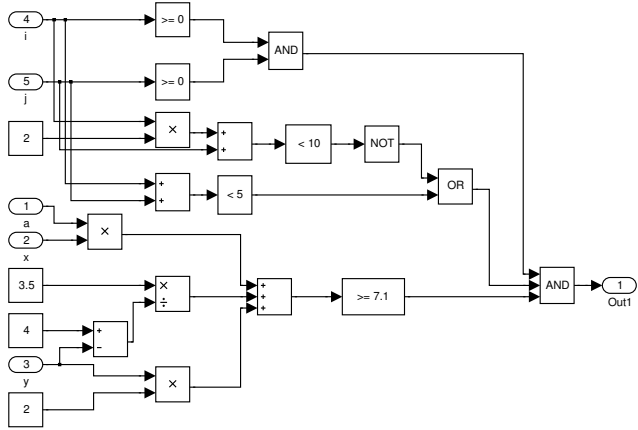 4
>= 0
i
AND
5
>= 0
j
2
×
+
+
< 10
NOT
+
+
< 5
OR
1
a
2
×
x
3.5
×
÷
+
+
+
>= 7.1
AND
1
Out1
4
+
−
3
y
×
2